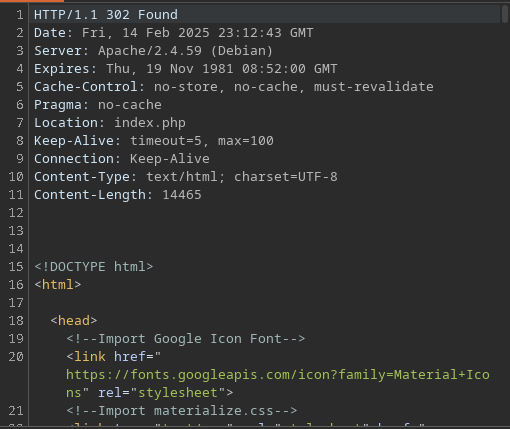 1 HTTP/1.1 302 Found
2 Date: Fri, 14 Feb 2025 23:12:43 GMT
3 Server: Apache/2.4.59 (Debian)
4 Expires: Thu, 19 Nov 1981 08:52:00 GMT
5 Cache-Control: no-store, no-cache, must-revalidate
6 Pragma: no-cache
7 Location: index.php
8 Keep-Alive: timeout=5, max=100
9 Connection: Keep-Alive
10 Content-Type: text/html; charset=UTF-8
11 Content-Length: 14465
12
13
14
15 <!DOCTYPE html>
16 <html>
17
18 <head>
19 <!--Import Google Icon Font-->
20 <link href="
https://fonts.googleapis.com/icon?family=Material+Ico
ns" rel="stylesheet">
21 <!--Import materialize.css-->